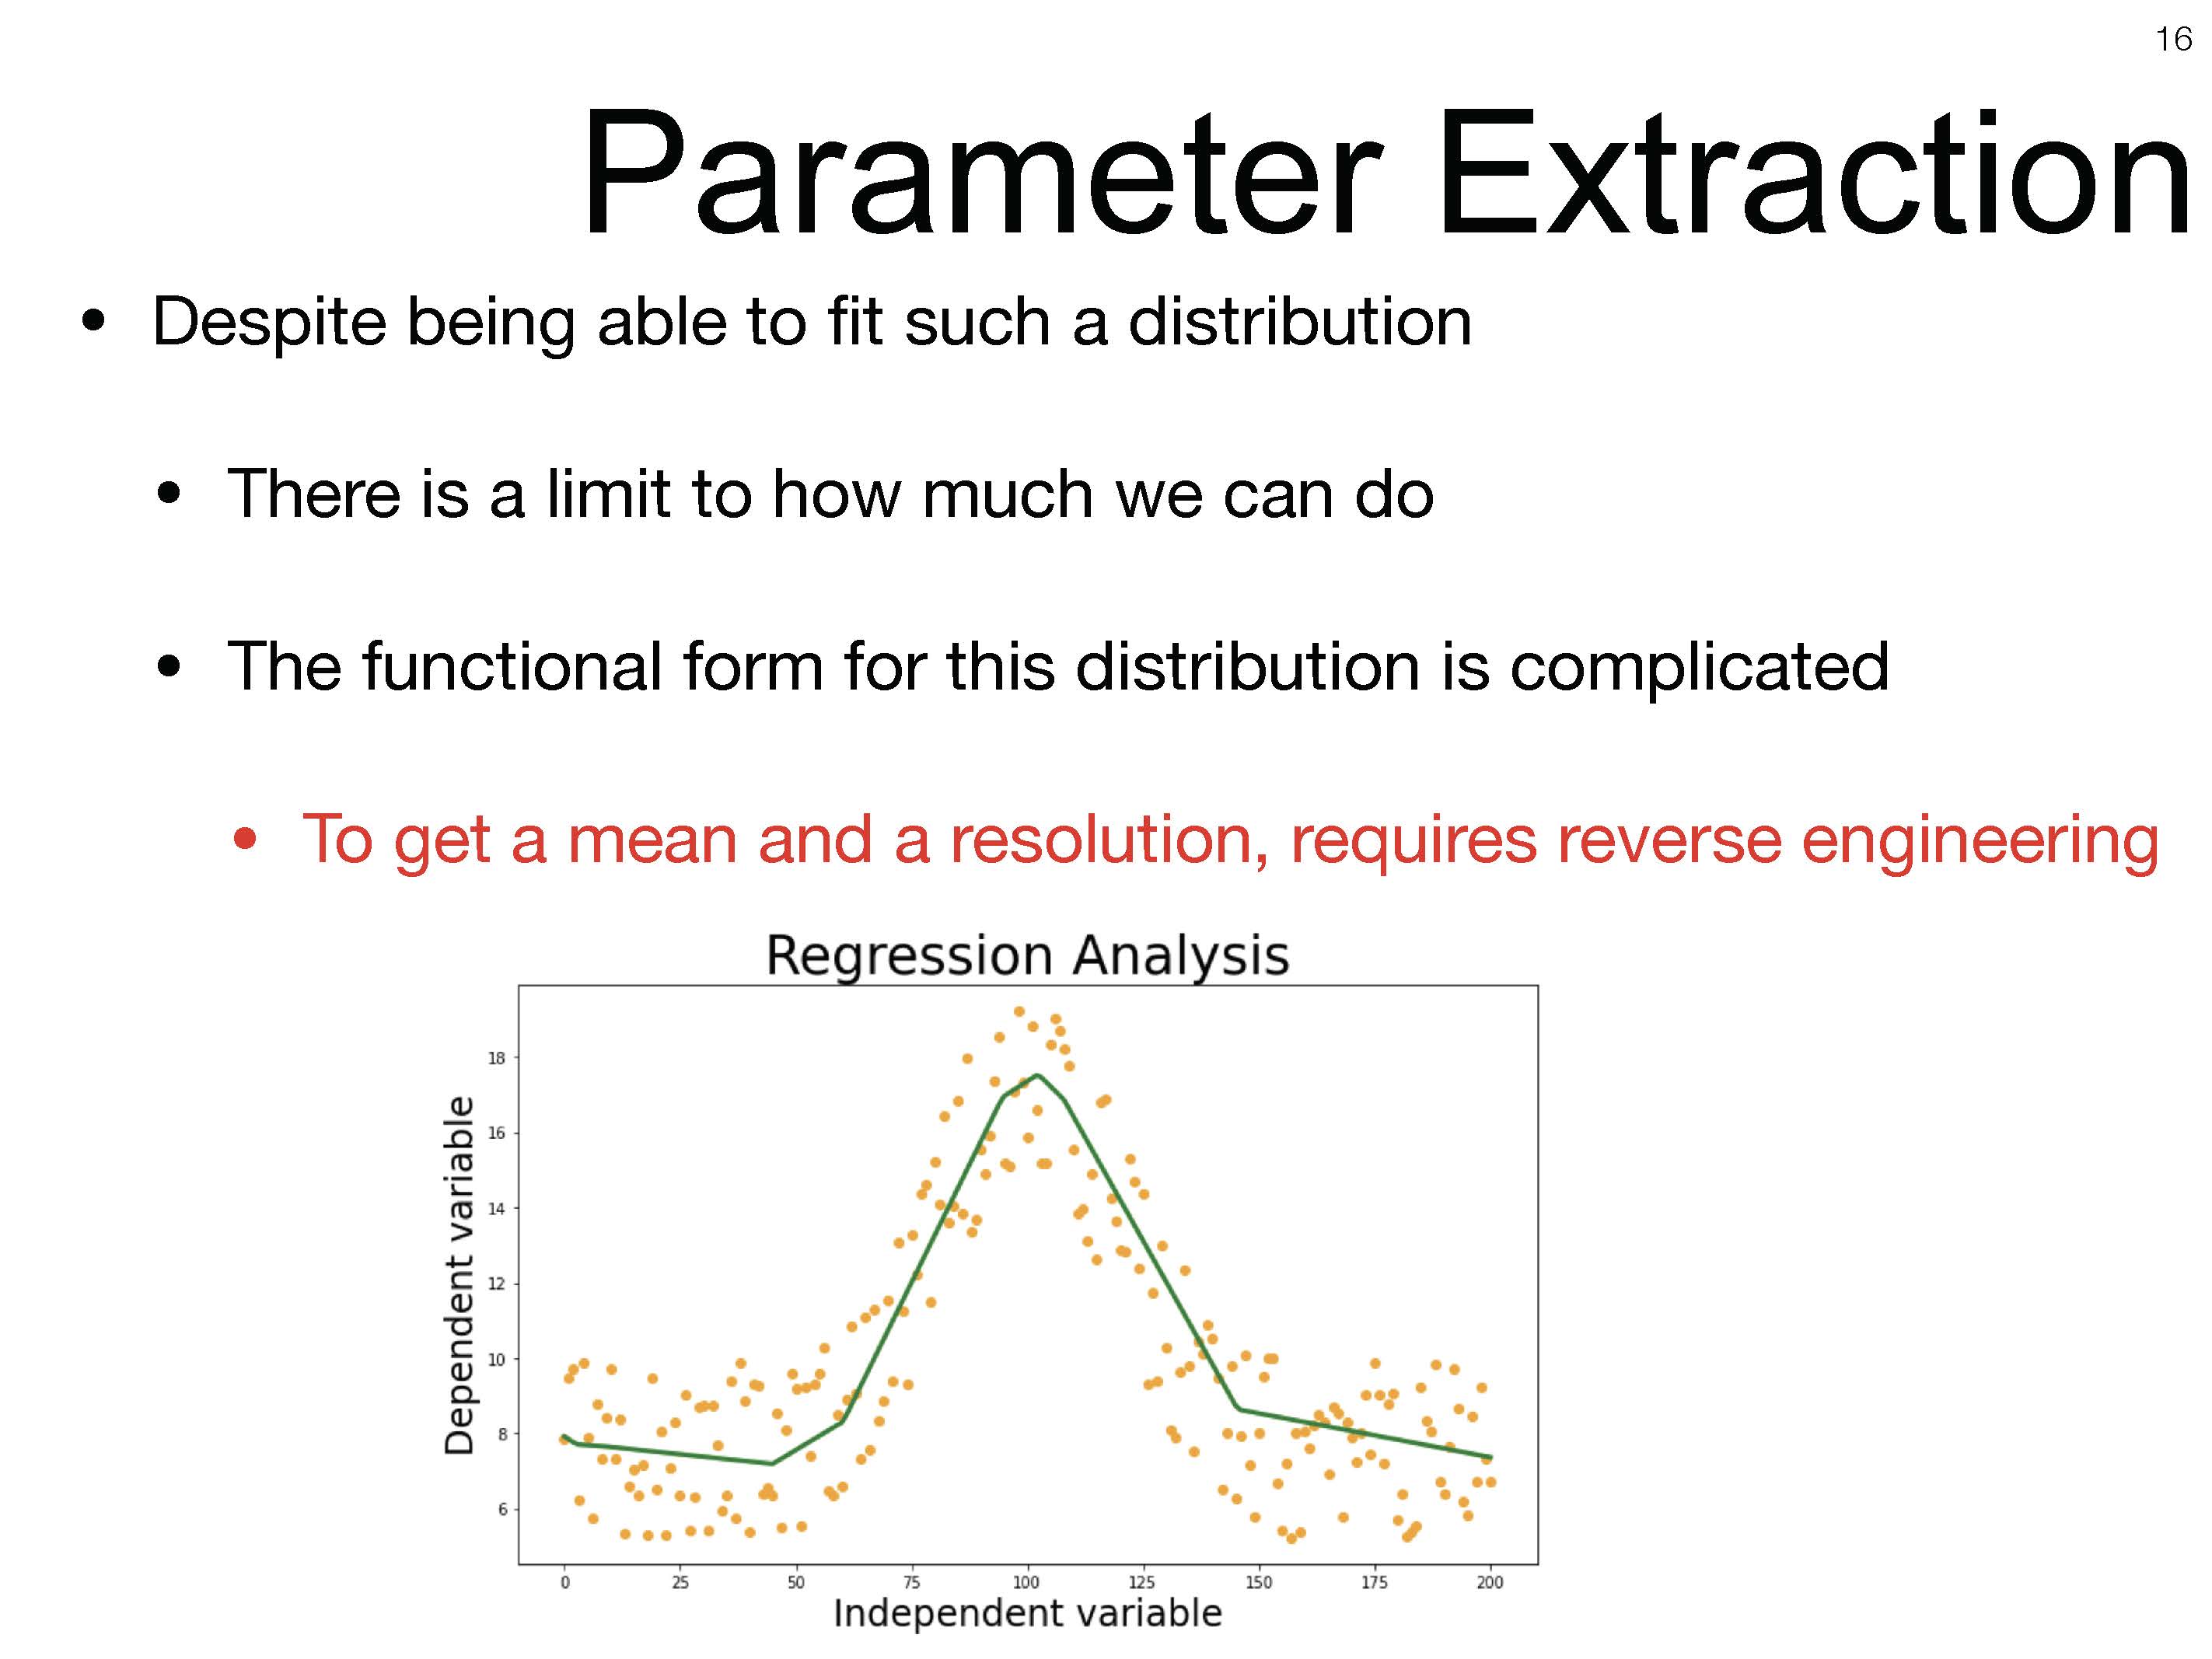 16
Parameter Extraction
• Despite being able to fit such a distribution
• There is a limit to how much we can do
• The functional form for this distribution is complicated
• To get a mean and a resolution, requires reverse engineering
Regression Analysis
Dependent variable
18
16
14
12
10
8
6
0 25 50 75 100 125 150 175 200
Independent variable